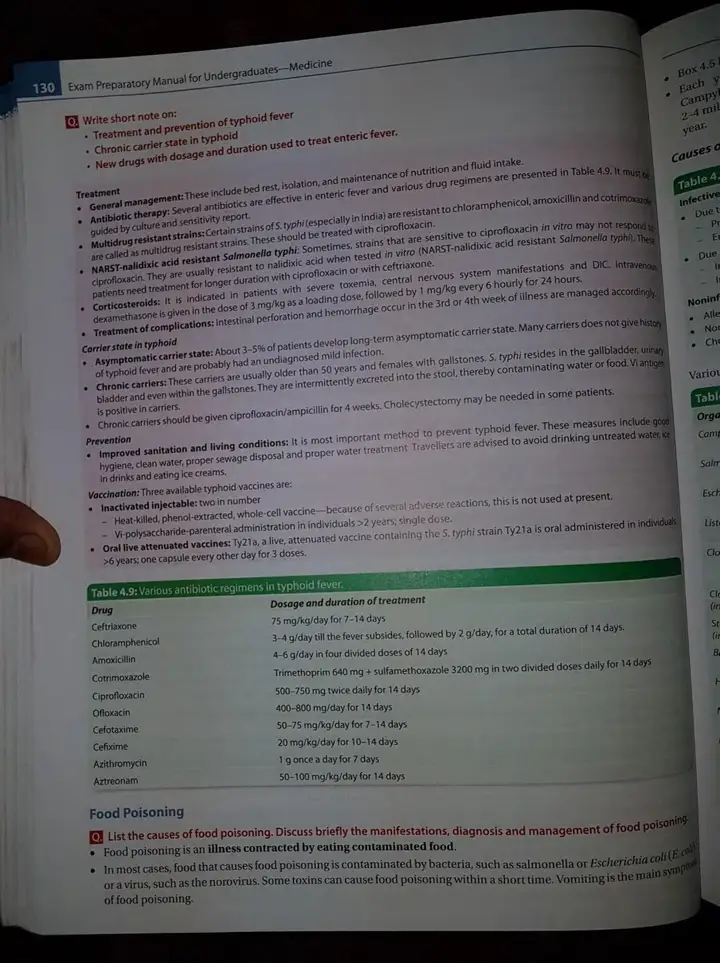 130 Exam Preparatory Manual for Undergraduates—Medicine
Q. Write short note on:
• Treatment and prevention of typhoid fever
• Chronic carrier state in typhoid
• New drugs with dosage and duration used to treat enteric fever.
Treatment
• General management: These include bed rest, isolation, and maintenance of nutrition and fluid intake.
• Antibiotic therapy: Several antibiotics are effective in enteric fever and various drug regimens are presented in Table 4.9. It must be
guided by culture and sensitivity report.
• Multidrug resistant strains: Certain strains of S. typhi (especially in India) are resistant to chloramphenicol, amoxicillin and cotrimoxazole
are called as multidrug resistant strains. These should be treated with ciprofloxacin.
• NARST-nalidixic acid resistant Salmonella typhi: Sometimes, strains that are sensitive to ciprofloxacin in vitro may not respond to
ciprofloxacin. They are usually resistant to nalidixic acid when tested in vitro (NARST-nalidixic acid resistant Salmonella typhi). These
patients need treatment for longer duration with ciprofloxacin or with ceftriaxone.
• Corticosteroids: It is indicated in patients with severe toxemia, central nervous system manifestations and DIC. Intravenous
dexamethasone is given in the dose of 3 mg/kg as a loading dose, followed by 1 mg/kg every 6 hourly for 24 hours.
• Treatment of complications: Intestinal perforation and hemorrhage occur in the 3rd or 4th week of illness are managed accordingly.
Carrier state in typhoid
• Asymptomatic carrier state: About 3–5% of patients develop long-term asymptomatic carrier state. Many carriers does not give history
of typhoid fever and are probably had an undiagnosed mild infection.
• Chronic carriers: These carriers are usually older than 50 years and females with gallstones. S. typhi resides in the gallbladder, urinary
bladder and even within the gallstones. They are intermittently excreted into the stool, thereby contaminating water or food. Vi antigen
is positive in carriers.
• Chronic carriers should be given ciprofloxacin/ampicillin for 4 weeks. Cholecystectomy may be needed in some patients.
Prevention
• Improved sanitation and living conditions: It is most important method to prevent typhoid fever. These measures include good
hygiene, clean water, proper sewage disposal and proper water treatment Travellers are advised to avoid drinking untreated water, ice
in drinks and eating ice creams.
Vaccination: Three available typhoid vaccines are:
• Inactivated injectable: two in number
– Heat-killed, phenol-extracted, whole-cell vaccine—because of several adverse reactions, this is not used at present.
– Vi-polysaccharide-parenteral administration in individuals >2 years; single dose.
• Oral live attenuated vaccines: Ty21a, a live, attenuated vaccine containing the S. typhi strain Ty21a is oral administered in individuals
>6 years; one capsule every other day for 3 doses.
Table 4.9: Various antibiotic regimens in typhoid fever.
Drug Dosage and duration of treatment
Ceftriaxone 75 mg/kg/day for 7–14 days
Chloramphenicol 3–4 g/day till the fever subsides, followed by 2 g/day, for a total duration of 14 days.
Amoxicillin 4–6 g/day in four divided doses of 14 days
Cotrimoxazole Trimethoprim 640 mg + sulfamethoxazole 3200 mg in two divided doses daily for 14 days
Ciprofloxacin 500–750 mg twice daily for 14 days
Ofloxacin 400–800 mg/day for 14 days
Cefotaxime 50–75 mg/kg/day for 7–14 days
Cefixime 20 mg/kg/day for 10–14 days
Azithromycin 1 g once a day for 7 days
Aztreonam 50–100 mg/kg/day for 14 days
Food Poisoning
Q. List the causes of food poisoning. Discuss briefly the manifestations, diagnosis and management of food poisoning.
• Food poisoning is an illness contracted by eating contaminated food.
• In most cases, food that causes food poisoning is contaminated by bacteria, such as salmonella or Escherichia coli (E. coli)
or a virus, such as the norovirus. Some toxins can cause food poisoning within a short time. Vomiting is the main symptom
of food poisoning.
• Box 4.5
• Each
2-4
year.
Causes
Table 4.
Infective
• Due
• Due
Noninf
• Alle
Variou
Tabl
Orga
Salm
Esch
List